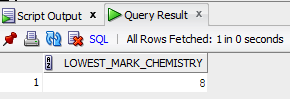 Script Output × Query Result ×
SQL | All Rows Fetched: 1 in 0 seconds
LOWEST_MARK_CHEMISTRY
1 8